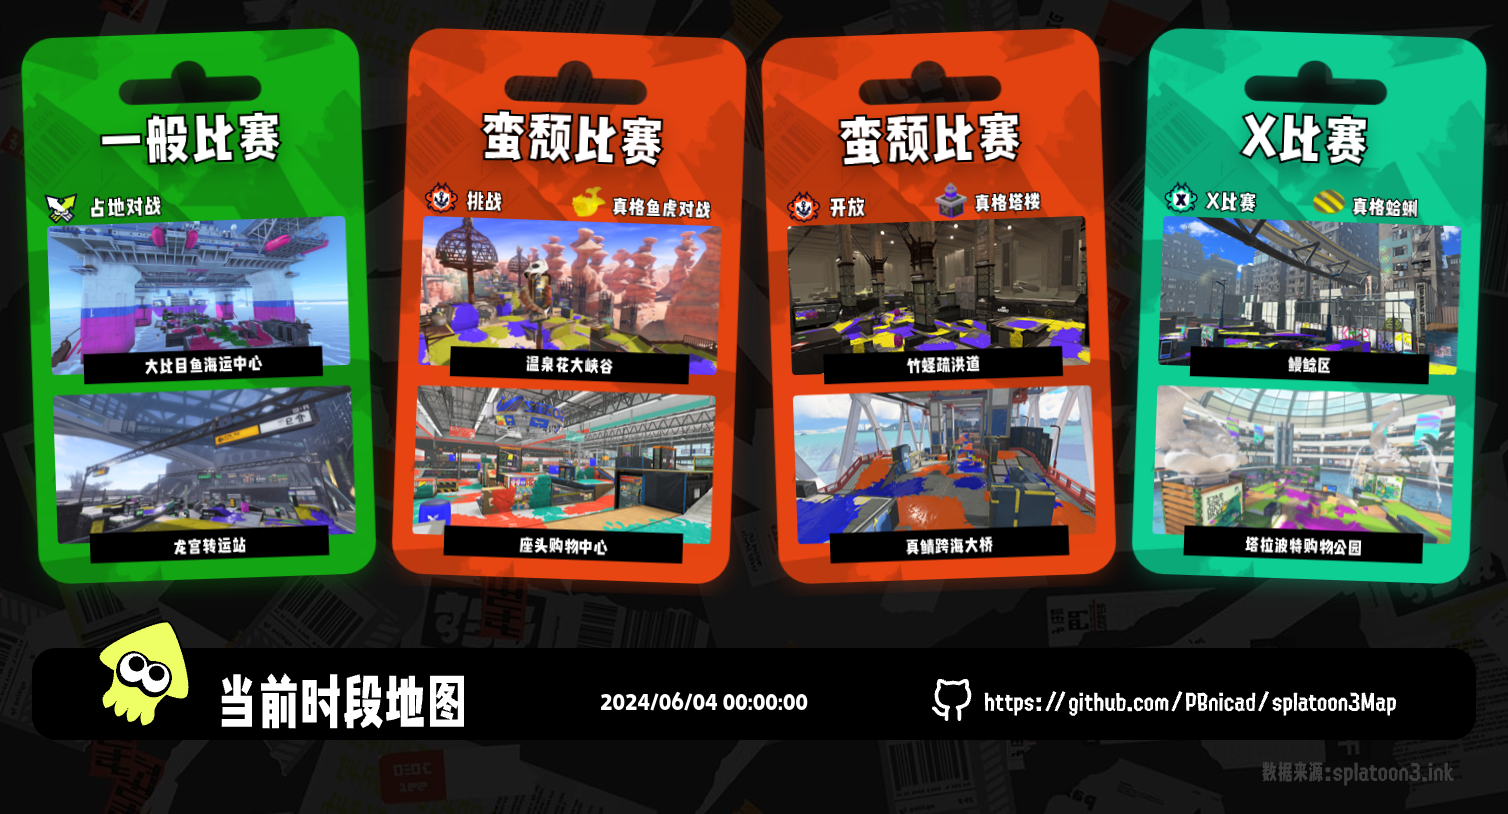 一般比赛
占地对战
大比目鱼海运中心
龙宫转运站
蛮颓比赛
挑战
真格鱼虎对战
温泉花大峡谷
座头购物中心
蛮颓比赛
开放
真格塔楼
竹蛏疏洪道
真鲷跨海大桥
X比赛
X比赛
真格蛤蜊
鳗鲶区
塔拉波特购物公园
当前时段地图
2024/06/04 00:00:00
https://github.com/PBnicad/splatoon3Map
数据来源:splatoon3.ink